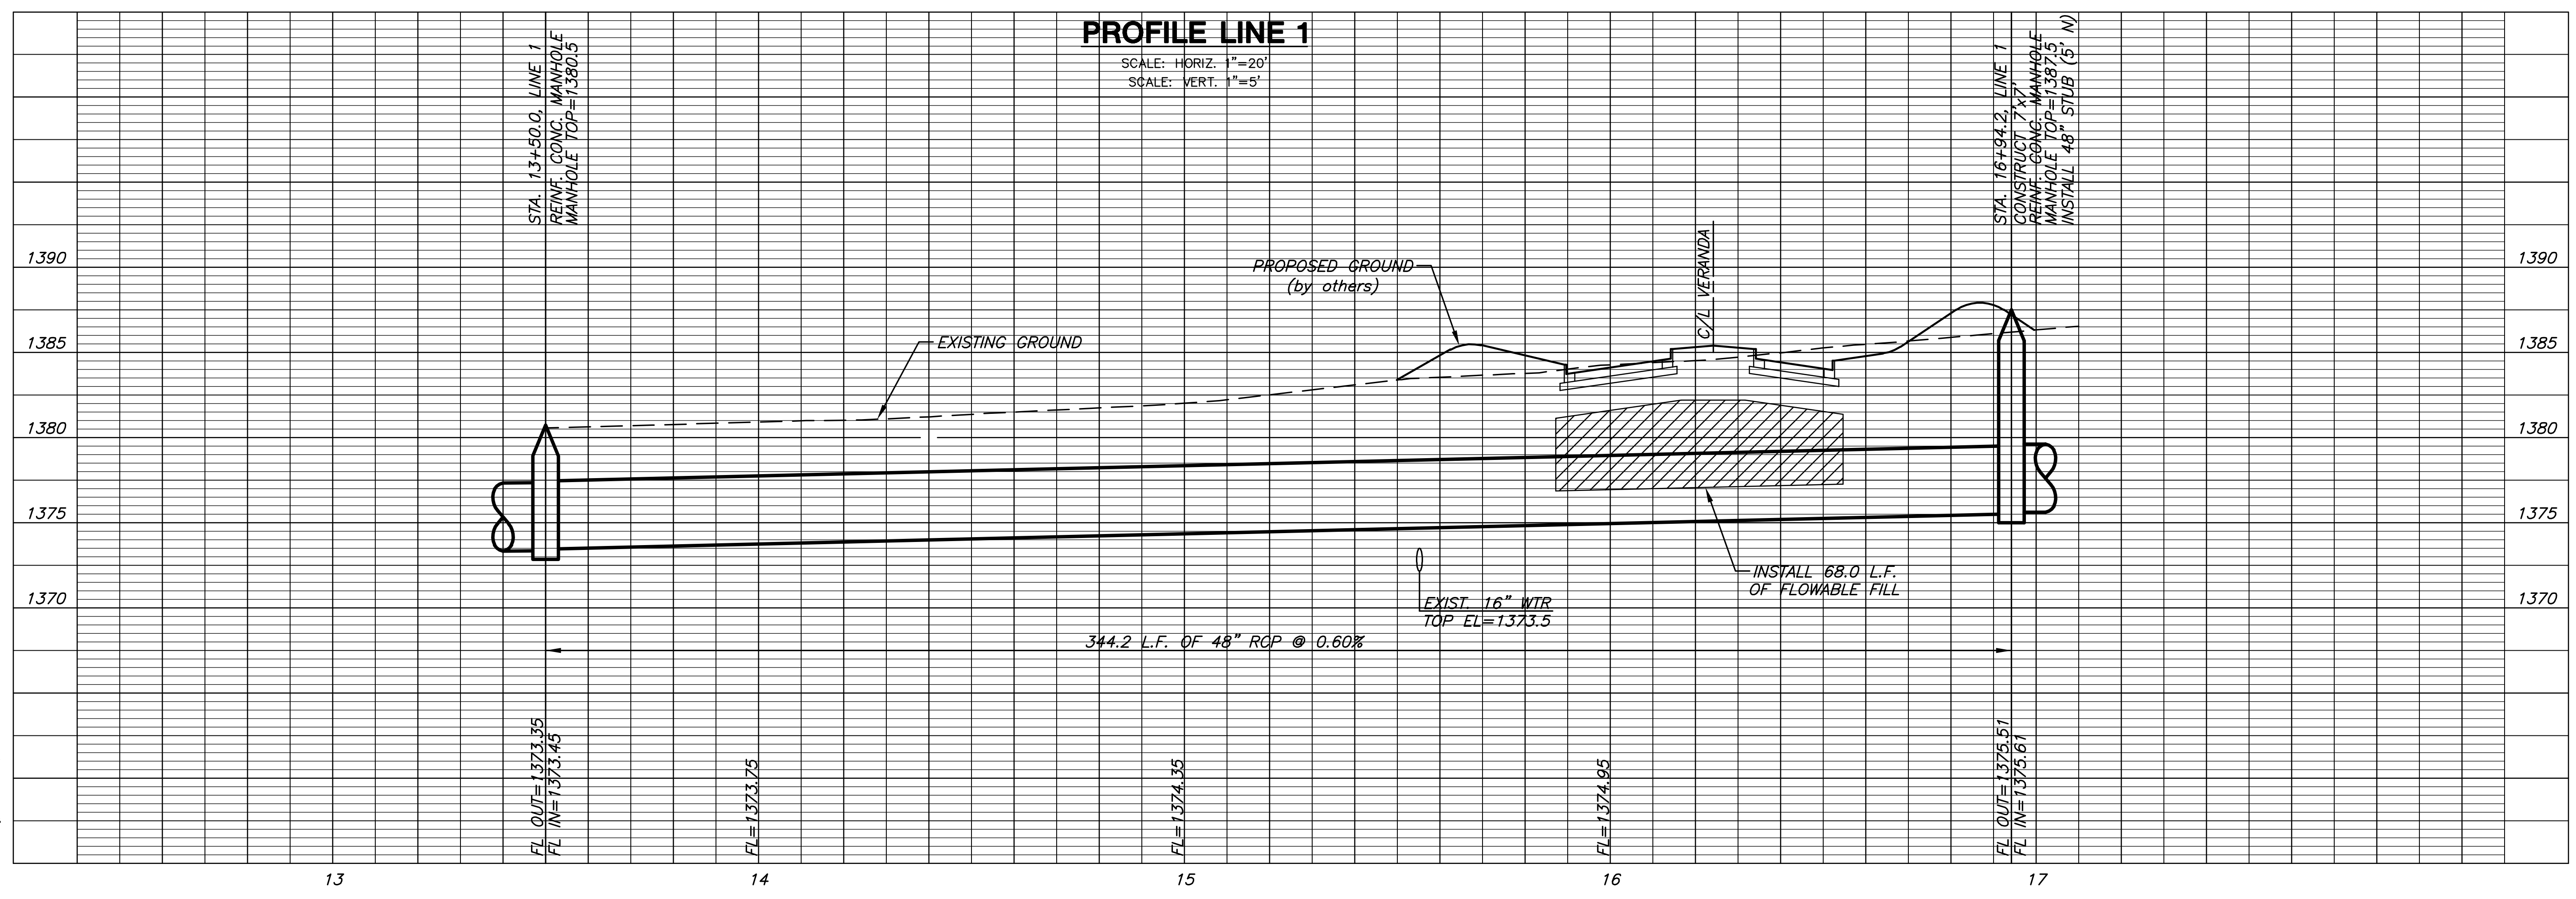 PROFILE LINE 1
SCALE: HORIZ. 1"=20'
SCALE: VERT. 1"=5'
STA. 13+50.0, LINE 1
REINF. CONC. MANHOLE
MANHOLE TOP=1380.5
STA. 16+94.2, LINE 1
CONSTRUCT 7'x7'
REINF. CONC. MANHOLE
MANHOLE TOP=1387.5
INSTALL 48" STUB (5' N)
1390
1385
1380
1375
1370
1390
1385
1380
1375
1370
EXISTING GROUND
PROPOSED GROUND
(by others)
C/L VERANDA
INSTALL 68.0 L.F.
OF FLOWABLE FILL
EXIST. 16" WTR
TOP EL=1373.5
344.2 L.F. OF 48" RCP @ 0.60%
FL OUT=1373.35
FL IN=1373.45
FL=1373.75
FL=1374.35
FL=1374.95
FL OUT=1375.51
FL IN=1375.61
13
14
15
16
17